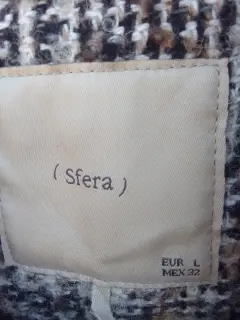 ( Sfera )
EUR L
MEX 32